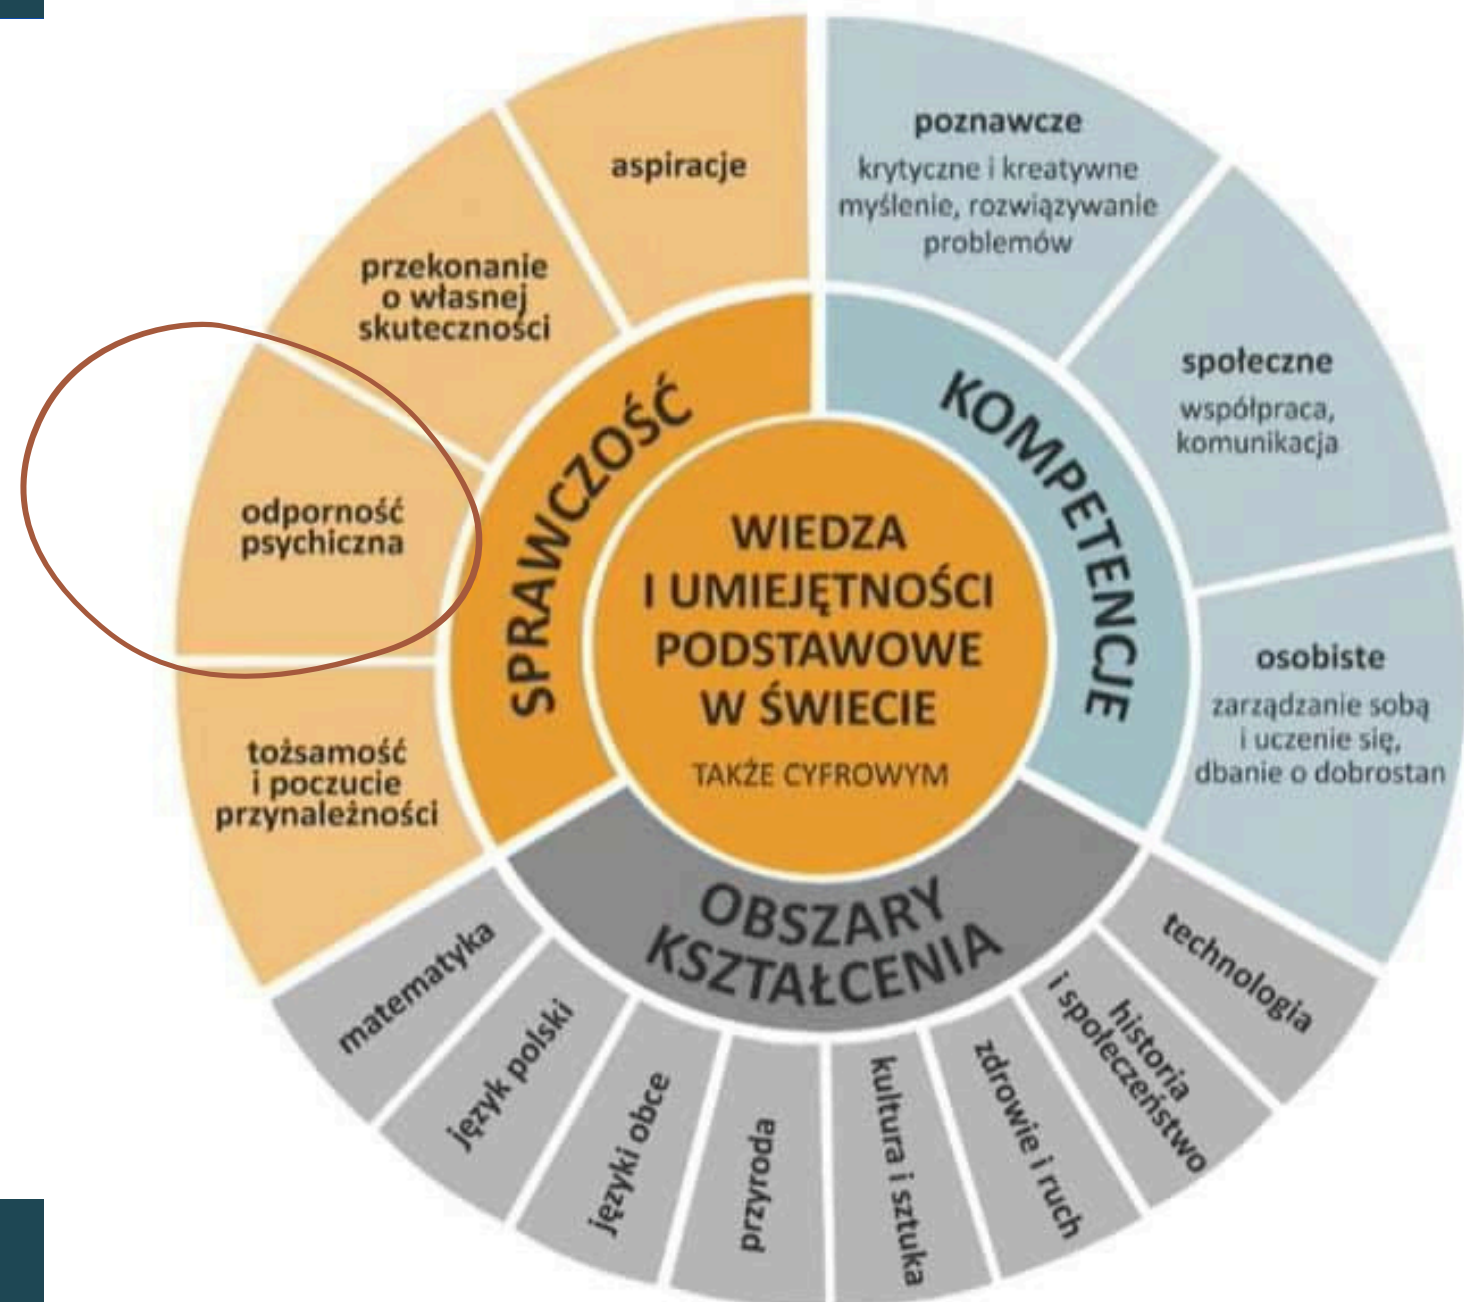 aspiracje
przekonanie
o własnej
skuteczności
odporność
psychiczna
tożsamość
i poczucie
przynależności
SPRAWCZOŚĆ
poznawcze
krytyczne i kreatywne
myślenie, rozwiązywanie
problemów
społeczne
współpraca,
komunikacja
osobiste
zarządzanie sobą
i uczenie się,
dbanie o dobrostan
KOMPETENCJE
WIEDZA
I UMIEJĘTNOŚCI
PODSTAWOWE
W ŚWIECIE
TAKŻE CYFROWYM
OBSZARY
KSZTAŁCENIA
matematyka
język polski
języki obce
przyroda
kultura i sztuka
zdrowie i ruch
historia
i społeczeństwo
technologia